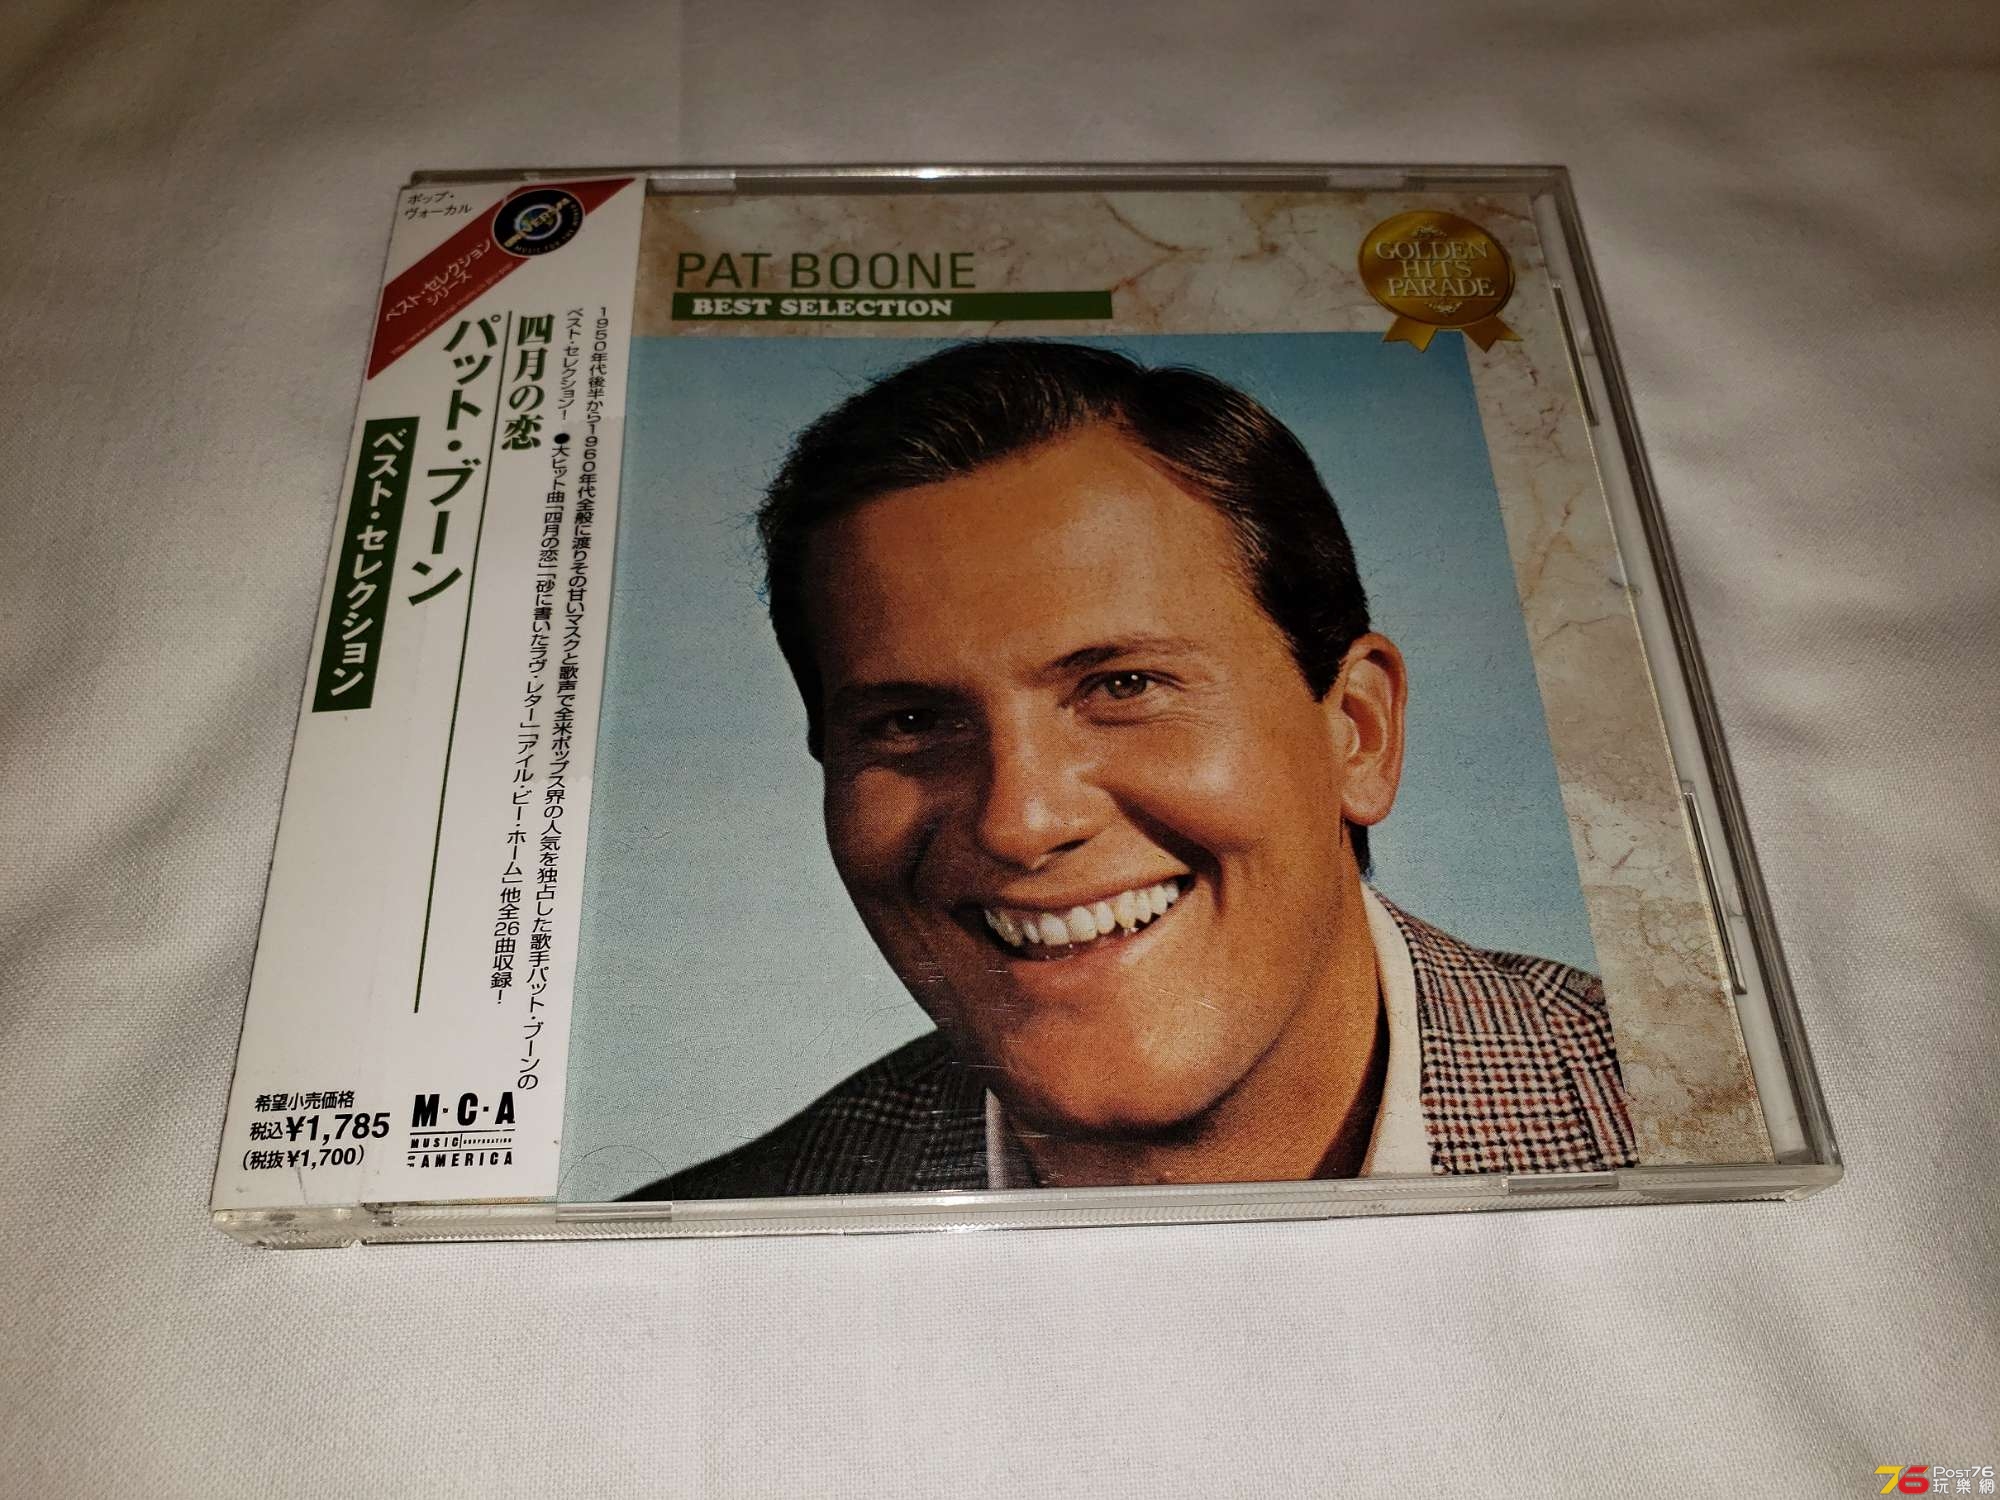 ポップ・
ヴォーカル
ベスト・セレクション
シリーズ
四月の恋
パット・ブーン
ベスト・セレクション
1950年代後半から1960年代全般に渡りその甘いマスクと歌声で全米ポップス界の人気を独占した歌手パット・ブーンの
ベスト・セレクション!●大ヒット曲「四月の恋」「砂に書いたラヴ・レター」「アイル・ビー・ホーム」他全26曲収録!
希望小売価格
税込¥1,785
(税抜¥1,700)
M・C・A
MUSIC CORPORATION
OF AMERICA
PAT BOONE
BEST SELECTION
GOLDEN
HITS
PARADE
76 Post76
玩樂網